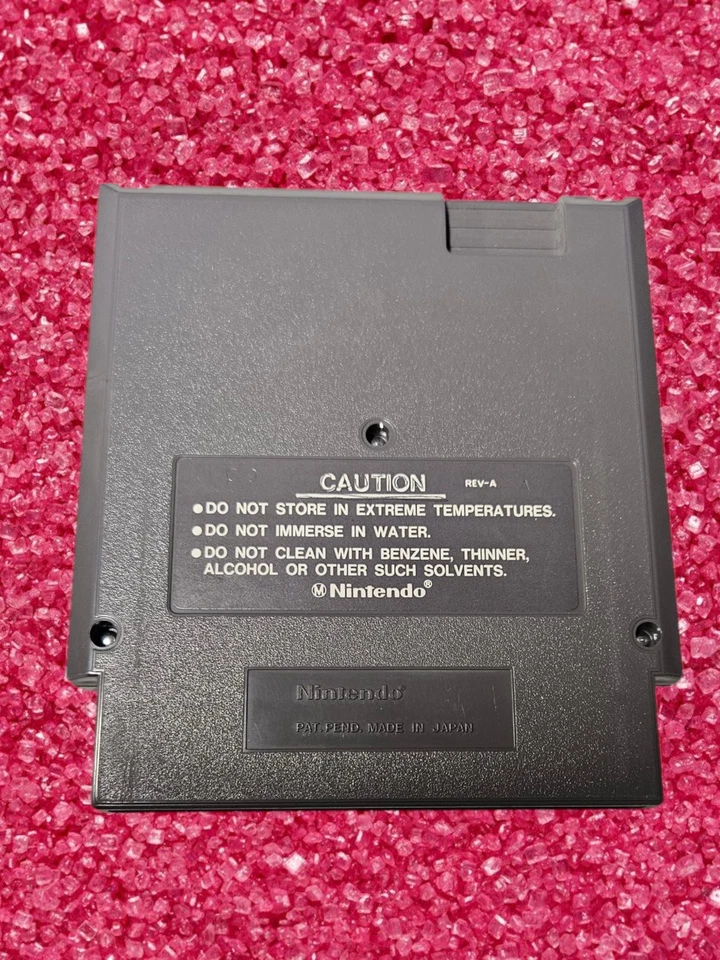 CAUTION REV-A
●DO NOT STORE IN EXTREME TEMPERATURES.
●DO NOT IMMERSE IN WATER.
●DO NOT CLEAN WITH BENZENE, THINNER,
ALCOHOL OR OTHER SUCH SOLVENTS.
Ⓜ Nintendo®
Nintendo®
PAT. PEND. MADE IN JAPAN